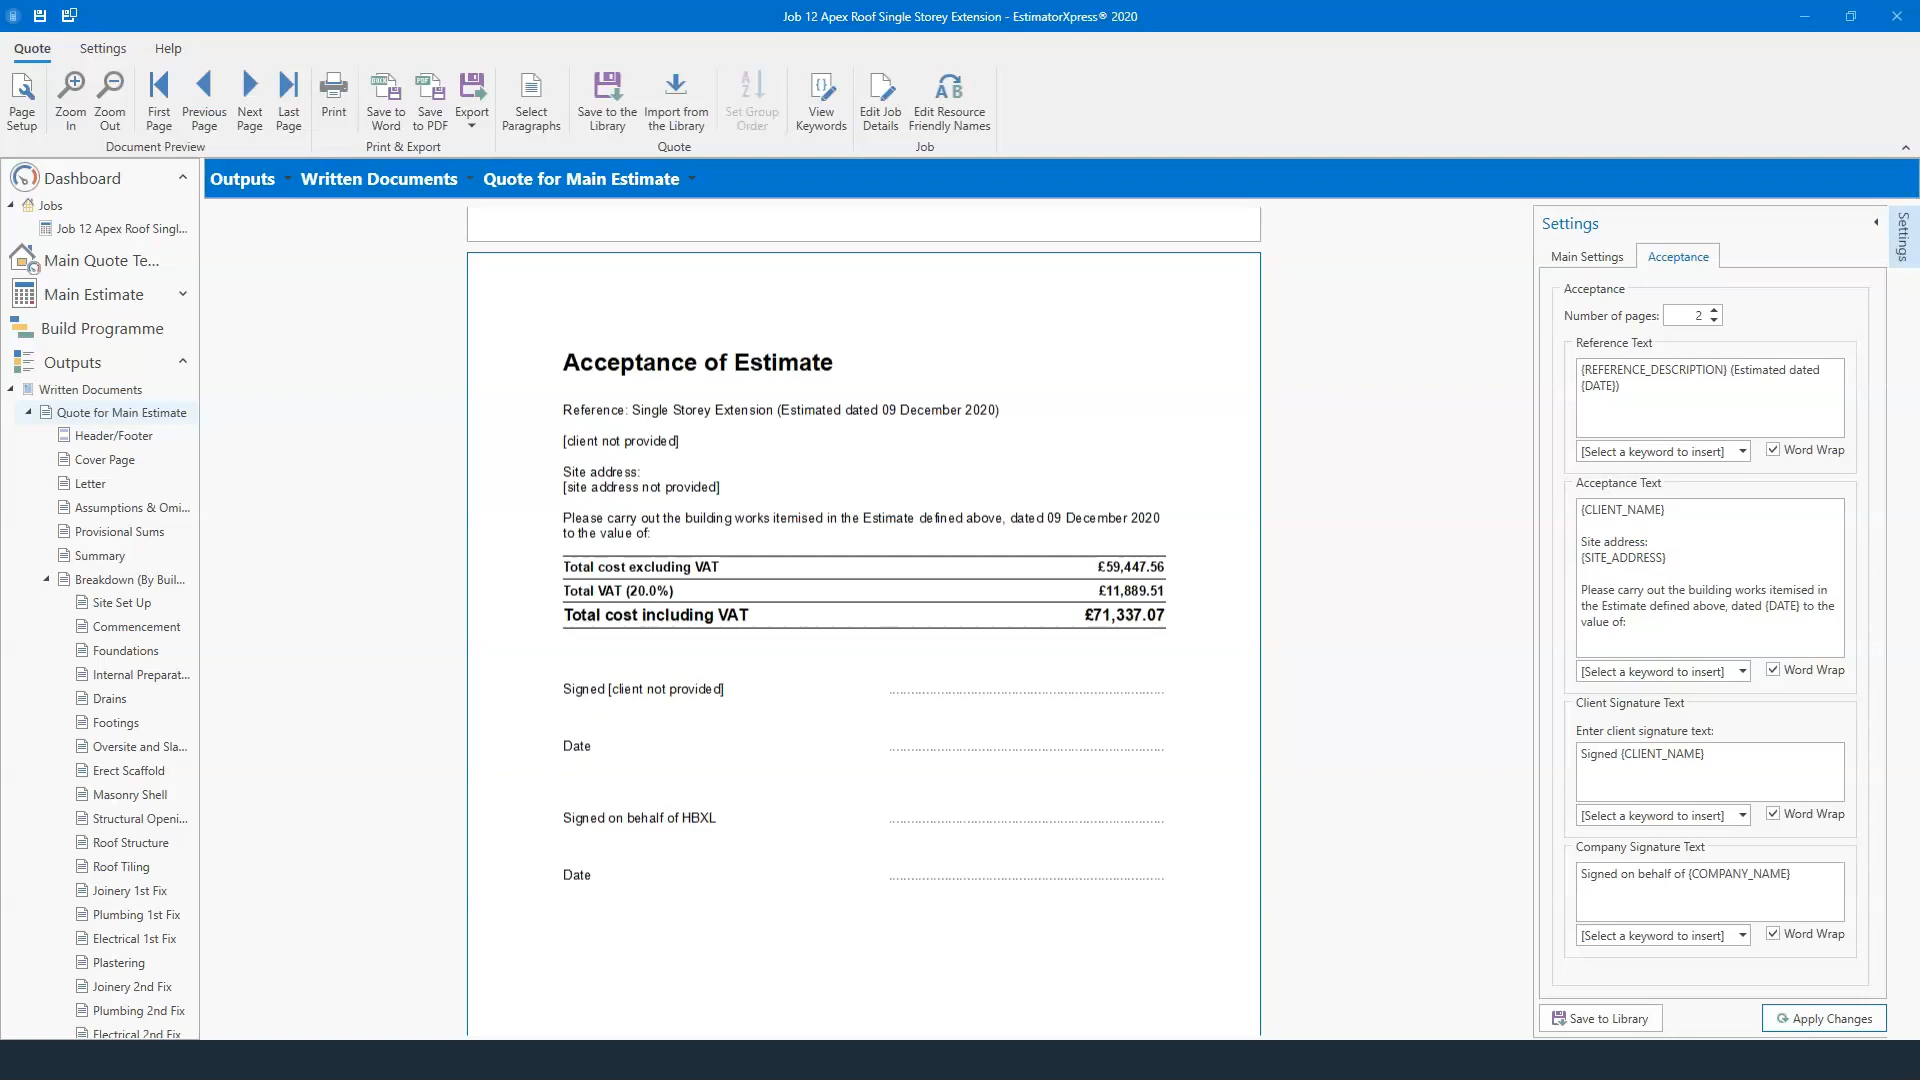 Job 12 Apex Roof Single Storey Extension - EstimatorXpress® 2020
Quote Settings Help
Page Setup
Zoom In
Zoom Out
First Page
Previous Page
Next Page
Last Page
Document Preview
Print
Save to Word
Save to PDF
Export
Print & Export
Select Paragraphs
Save to the Library
Import from the Library
Set Group Order
Quote
View Keywords
Edit Job Details
Edit Resource Friendly Names
Job
Dashboard
Jobs
Job 12 Apex Roof Singl...
Main Quote Te...
Main Estimate
Build Programme
Outputs
Written Documents
Quote for Main Estimate
Header/Footer
Cover Page
Letter
Assumptions & Omi...
Provisional Sums
Summary
Breakdown (By Buil...
Site Set Up
Commencement
Foundations
Internal Preparat...
Drains
Footings
Oversite and Sla...
Erect Scaffold
Masonry Shell
Structural Openi...
Roof Structure
Roof Tiling
Joinery 1st Fix
Plumbing 1st Fix
Electrical 1st Fix
Plastering
Joinery 2nd Fix
Plumbing 2nd Fix
Electrical 2nd Fix
Outputs Written Documents Quote for Main Estimate
Acceptance of Estimate
Reference: Single Storey Extension (Estimated dated 09 December 2020)
[client not provided]
Site address:
[site address not provided]
Please carry out the building works itemised in the Estimate defined above, dated 09 December 2020
to the value of:
Total cost excluding VAT £59,447.56
Total VAT (20.0%) £11,889.51
Total cost including VAT £71,337.07
Signed [client not provided]
Date
Signed on behalf of HBXL
Date
Settings
Settings
Main Settings Acceptance
Acceptance
Number of pages: 2
Reference Text
{REFERENCE_DESCRIPTION} (Estimated dated
{DATE})
[Select a keyword to insert] Word Wrap
Acceptance Text
{CLIENT_NAME}
Site address:
{SITE_ADDRESS}
Please carry out the building works itemised in
the Estimate defined above, dated {DATE} to the
value of:
[Select a keyword to insert] Word Wrap
Client Signature Text
Enter client signature text:
Signed {CLIENT_NAME}
[Select a keyword to insert] Word Wrap
Company Signature Text
Signed on behalf of {COMPANY_NAME}
[Select a keyword to insert] Word Wrap
Save to Library Apply Changes